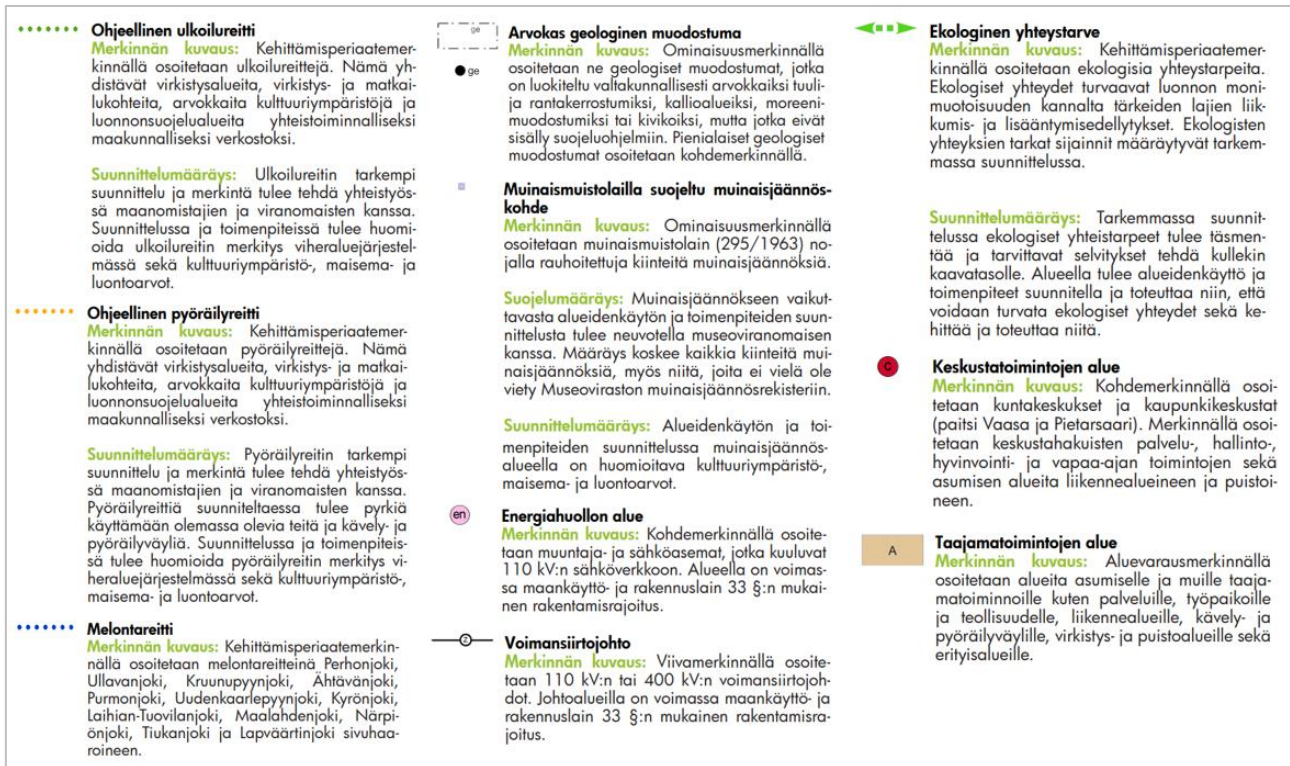 Ohjeellinen ulkoilureitti
Merkinnän kuvaus: Kehittämisperiaatemer-
kinnällä osoitetaan ulkoilureittejä. Nämä yh-
distävät virkistysalueita, virkistys- ja matkai-
lukohteita, arvokkaita kulttuuriympäristöjä ja
luonnonsuojelualueita yhteistoiminnalliseksi
maakunnalliseksi verkostoksi.
Suunnittelumääräys: Ulkoilureitin tarkempi
suunnittelu ja merkintä tulee tehdä yhteistyös-
sä maanomistajien ja viranomaisten kanssa.
Suunnittelussa ja toimenpiteissä tulee huomi-
oida ulkoilureitin merkitys viheraluejärjestel-
mässä sekä kulttuuriympäristö-, maisema- ja
luontoarvot.
Ohjeellinen pyöräilyreitti
Merkinnän kuvaus: Kehittämisperiaatemer-
kinnällä osoitetaan pyöräilyreittejä. Nämä
yhdistävät virkistysalueita, virkistys- ja matkai-
lukohteita, arvokkaita kulttuuriympäristöjä ja
luonnonsuojelualueita yhteistoiminnalliseksi
maakunnalliseksi verkostoksi.
Suunnittelumääräys: Pyöräilyreitin tarkempi
suunnittelu ja merkintä tulee tehdä yhteistyös-
sä maanomistajien ja viranomaisten kanssa.
Pyöräilyreittiä suunniteltaessa tulee pyrkiä
käyttämään olemassa olevia teitä ja kävely- ja
pyöräilyväyliä. Suunnittelussa ja toimenpiteis-
sä tulee huomioida pyöräilyreitin merkitys vi-
heraluejärjestelmässä sekä kulttuuriympäristö-,
maisema- ja luontoarvot.
Melontareitti
Merkinnän kuvaus: Kehittämisperiaatemerkin-
nällä osoitetaan melontareitteinä Perhonjoki,
Ullavanjoki, Kruunupyynjoki, Ähtävänjoki,
Purmonjoki, Uudenkaarlepyynjoki, Kyrönjoki,
Laihian-Tuovilanjoki, Maalahdenjoki, Närpi-
önjoki, Tiukanjoki ja Lapväärtinjoki sivuhaa-
roineen.
ge
ge
Arvokas geologinen muodostuma
Merkinnän kuvaus: Ominaisuusmerkinnällä
osoitetaan ne geologiset muodostumat, jotka
on luokiteltu valtakunnallisesti arvokkaiksi tuuli-
ja rantakerrostumiksi, kallioalueiksi, moreeni-
muodostumiksi tai kivikoiksi, mutta jotka eivät
sisälly suojeluohjelmiin. Pienialaiset geologiset
muodostumat osoitetaan kohdemerkinnällä.
Muinaismuistolailla suojeltu muinaisjäännös-
kohde
Merkinnän kuvaus: Ominaisuusmerkinnällä
osoitetaan muinaismuistolain (295/1963) no-
jalla rauhoitettuja kiinteitä muinaisjäännöksiä.
Suojelumääräys: Muinaisjäännökseen vaikut-
tavasta alueidenkäytön ja toimenpiteiden suun-
nittelusta tulee neuvotella museoviranomaisen
kanssa. Määräys koskee kaikkia kiinteitä mui-
naisjäännöksiä, myös niitä, joita ei vielä ole
viety Museoviraston muinaisjäännösrekisteriin.
Suunnittelumääräys: Alueidenkäytön ja toi-
menpiteiden suunnittelussa muinaisjäännös-
alueella on huomioitava kulttuuriympäristö-,
maisema- ja luontoarvot.
en
Energiahuollon alue
Merkinnän kuvaus: Kohdemerkinnällä osoite-
taan muuntaja- ja sähköasemat, jotka kuuluvat
110 kV:n sähköverkkoon. Alueella on voimas-
sa maankäyttö- ja rakennuslain 33 §:n mukai-
nen rakentamisrajoitus.
z
Voimansiirtojohto
Merkinnän kuvaus: Viivamerkinnällä osoite-
taan 110 kV:n tai 400 kV:n voimansiirtojoh-
dot. Johtoalueilla on voimassa maankäyttö- ja
rakennuslain 33 §:n mukainen rakentamisra-
joitus.
Ekologinen yhteystarve
Merkinnän kuvaus: Kehittämisperiaatemer-
kinnällä osoitetaan ekologisia yhteystarpeita.
Ekologiset yhteydet turvaavat luonnon moni-
muotoisuuden kannalta tärkeiden lajien liik-
kumis- ja lisääntymisedellytykset. Ekologisten
yhteyksien tarkat sijainnit määräytyvät tarkem-
massa suunnittelussa.
Suunnittelumääräys: Tarkemmassa suunnit-
telussa ekologiset yhteistarpeet tulee täsmen-
tää ja tarvittavat selvitykset tehdä kullekin
kaavatasolle. Alueella tulee alueidenkäyttö ja
toimenpiteet suunnitella ja toteuttaa niin, että
voidaan turvata ekologiset yhteydet sekä ke-
hittää ja toteuttaa niitä.
C
Keskustatoimintojen alue
Merkinnän kuvaus: Kohdemerkinnällä osoi-
tetaan kuntakeskukset ja kaupunkikeskustat
(paitsi Vaasa ja Pietarsaari). Merkinnällä osoi-
tetaan keskustahakuisten palvelu-, hallinto-,
hyvinvointi- ja vapaa-ajan toimintojen sekä
asumisen alueita liikennealueineen ja puistoi-
neen.
A
Taajamatoimintojen alue
Merkinnän kuvaus: Aluevarausmerkinnällä
osoitetaan alueita asumiselle ja muille taaja-
matoiminnoille kuten palveluille, työpaikoille
ja teollisuudelle, liikennealueille, kävely- ja
pyöräilyväylille, virkistys- ja puistoalueille sekä
erityisalueille.